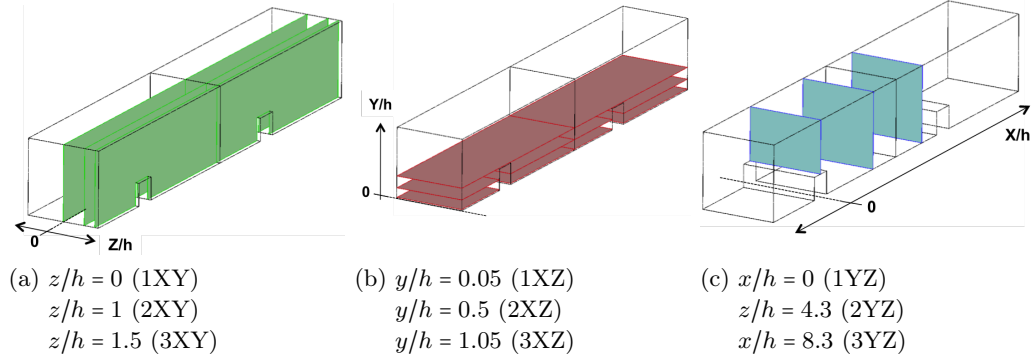 Y/h
0
X/h
0
0
Z/h
(a) z/h = 0 (1XY)
z/h = 1 (2XY)
z/h = 1.5 (3XY)
(b) y/h = 0.05 (1XZ)
y/h = 0.5 (2XZ)
y/h = 1.05 (3XZ)
(c) x/h = 0 (1YZ)
z/h = 4.3 (2YZ)
x/h = 8.3 (3YZ)